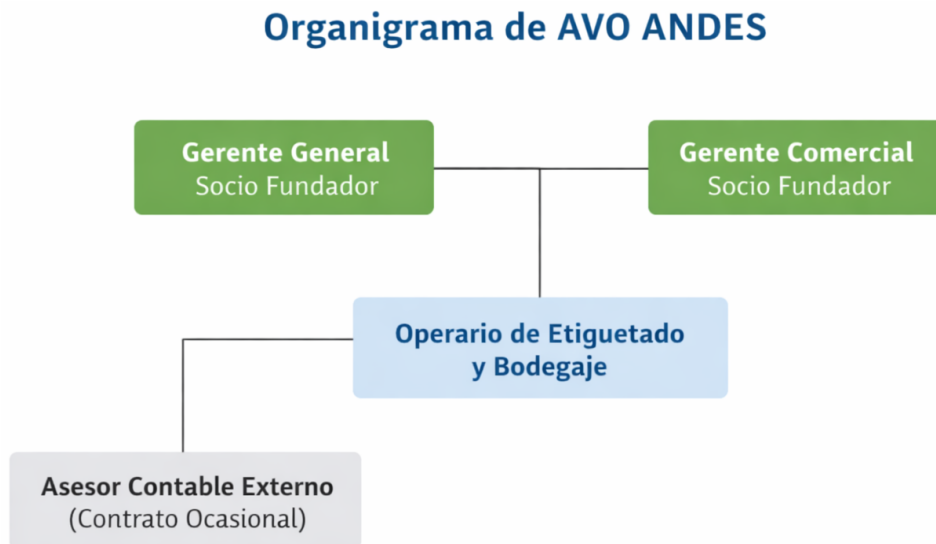 Organigrama de AVO ANDES
Gerente General
Socio Fundador
Gerente Comercial
Socio Fundador
Operario de Etiguetado
y Bodegaje
Asesor Contable Externo
(Contrato Ocasional)